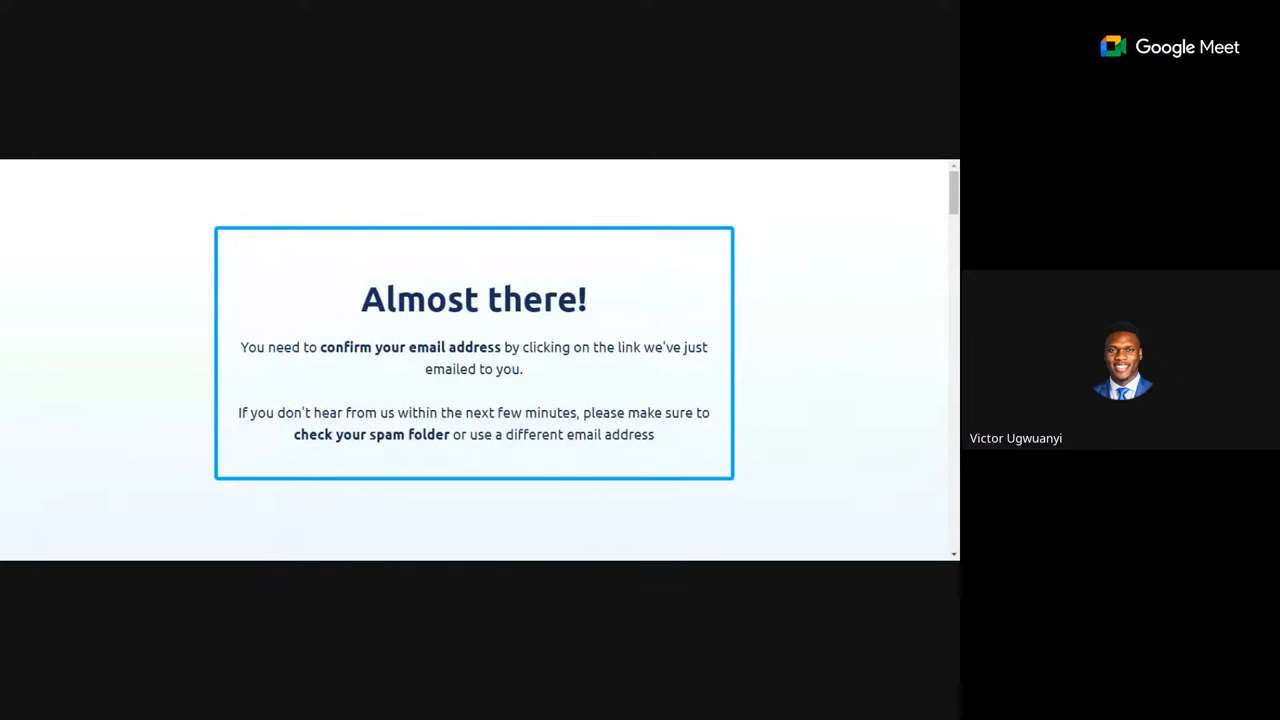 Google Meet
Almost there!
You need to confirm your email address by clicking on the link we've just
emailed to you.
If you don't hear from us within the next few minutes, please make sure to
check your spam folder or use a different email address
Victor Ugwuanyi